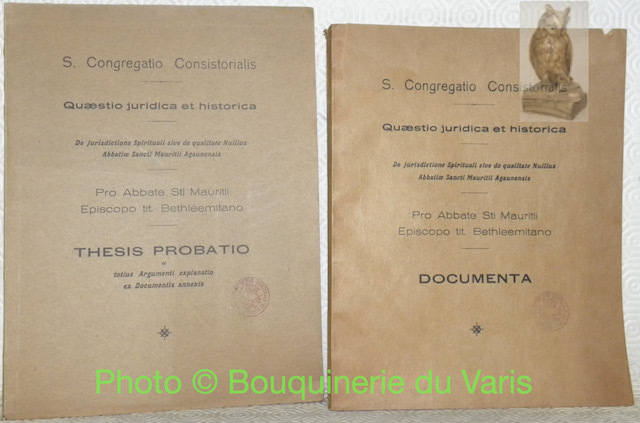 S. Congregatio Consistorialis
Quæstio juridica et historica
De jurisdictione Spirituali sive de qualitate Nullius
Abbatiæ Sancti Mauritii Agaunensis
Pro Abbate Sti Mauritii
Episcopo tit. Bethleemitano
THESIS PROBATIO
et
totius Argumenti explanatio
ex Documentis annexis
S. Congregatio Consistorialis
Quæstio juridica et historica
De jurisdictione Spirituali sive de qualitate Nullius
Abbatiæ Sancti Mauritii Agaunensis
Pro Abbate Sti Mauritii
Episcopo tit. Bethleemitano
DOCUMENTA
Photo © Bouquinerie du Varis